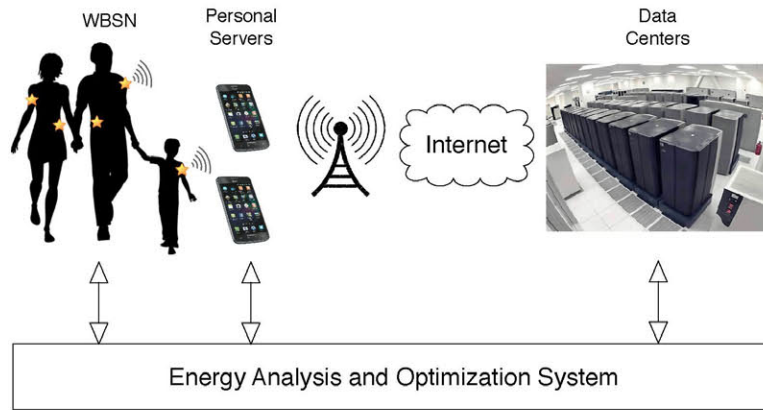 WBSN
Personal
Servers
Data
Centers
Internet
Energy Analysis and Optimization System